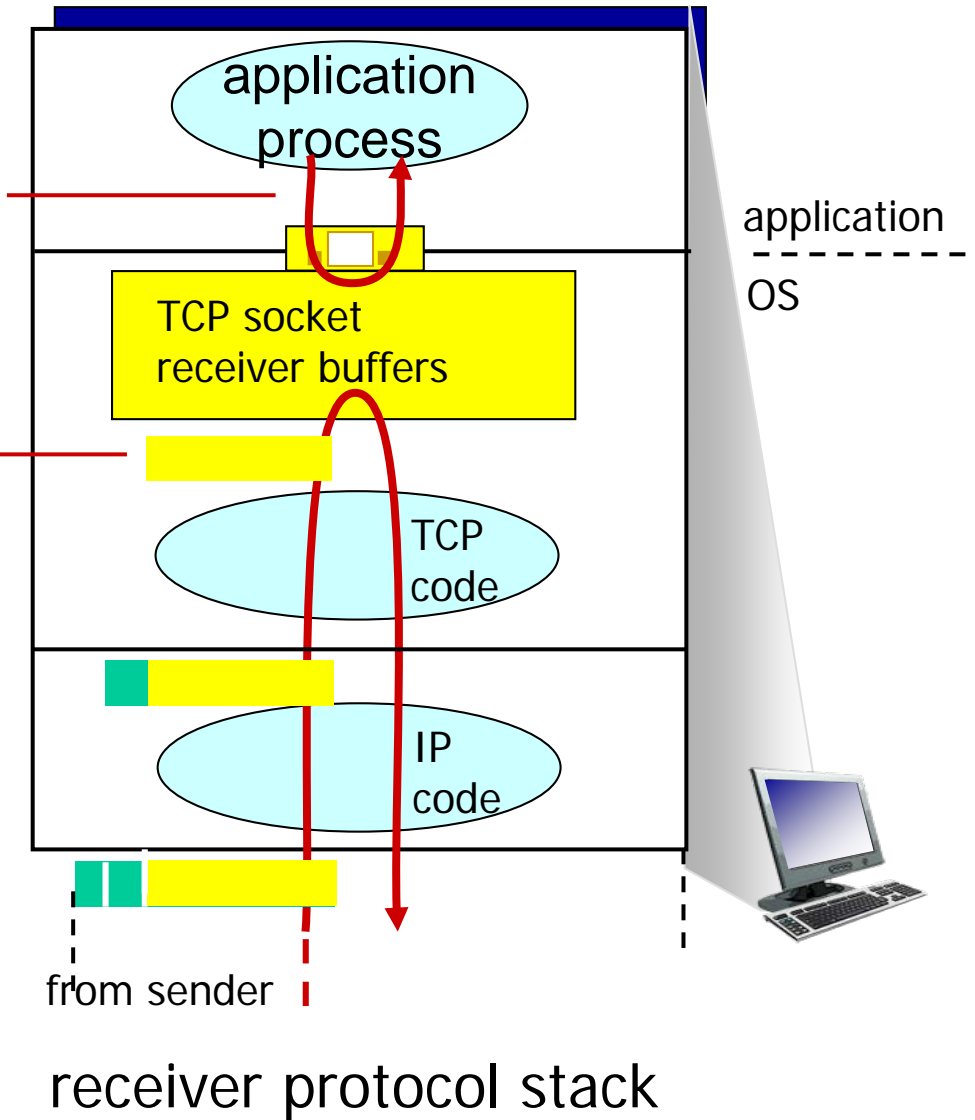 application
process
application
OS
TCP socket
receiver buffers
TCP
code
IP
code
from sender
receiver protocol stack